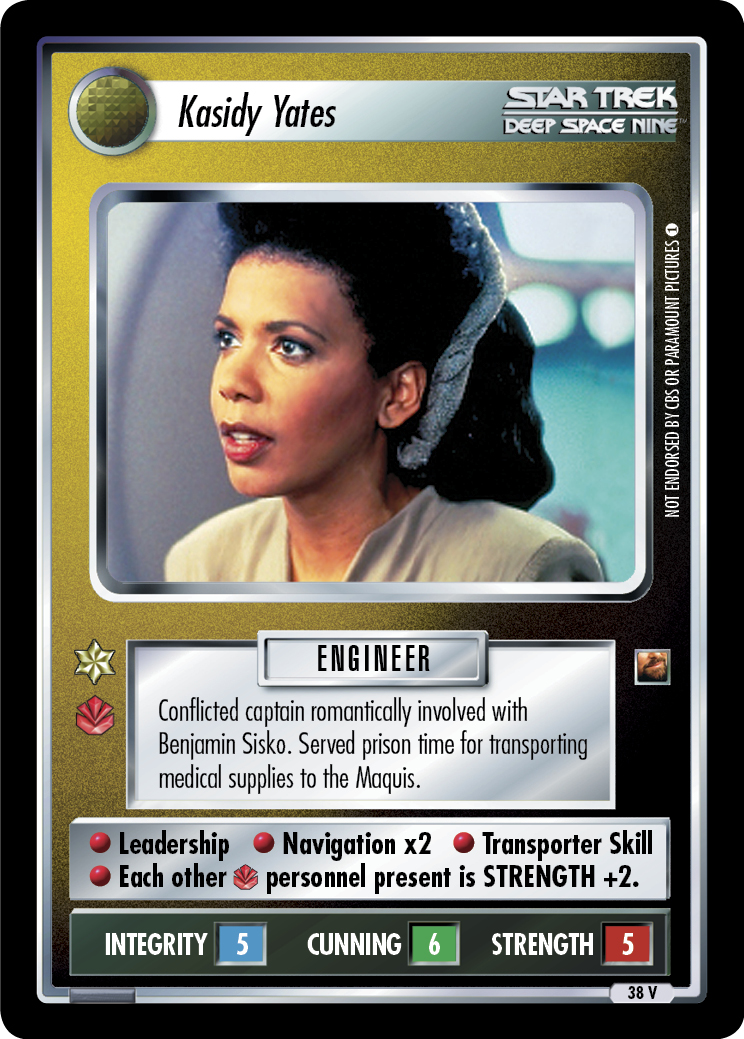 Kasidy Yates
STAR TREK
DEEP SPACE NINE™
NOT ENDORSED BY CBS OR PARAMOUNT PICTURES 1
ENGINEER
Conflicted captain romantically involved with
Benjamin Sisko. Served prison time for transporting
medical supplies to the Maquis.
Leadership Navigation x2 Transporter Skill
Each other personnel present is STRENGTH +2.
INTEGRITY 5 CUNNING 6 STRENGTH 5
38 V